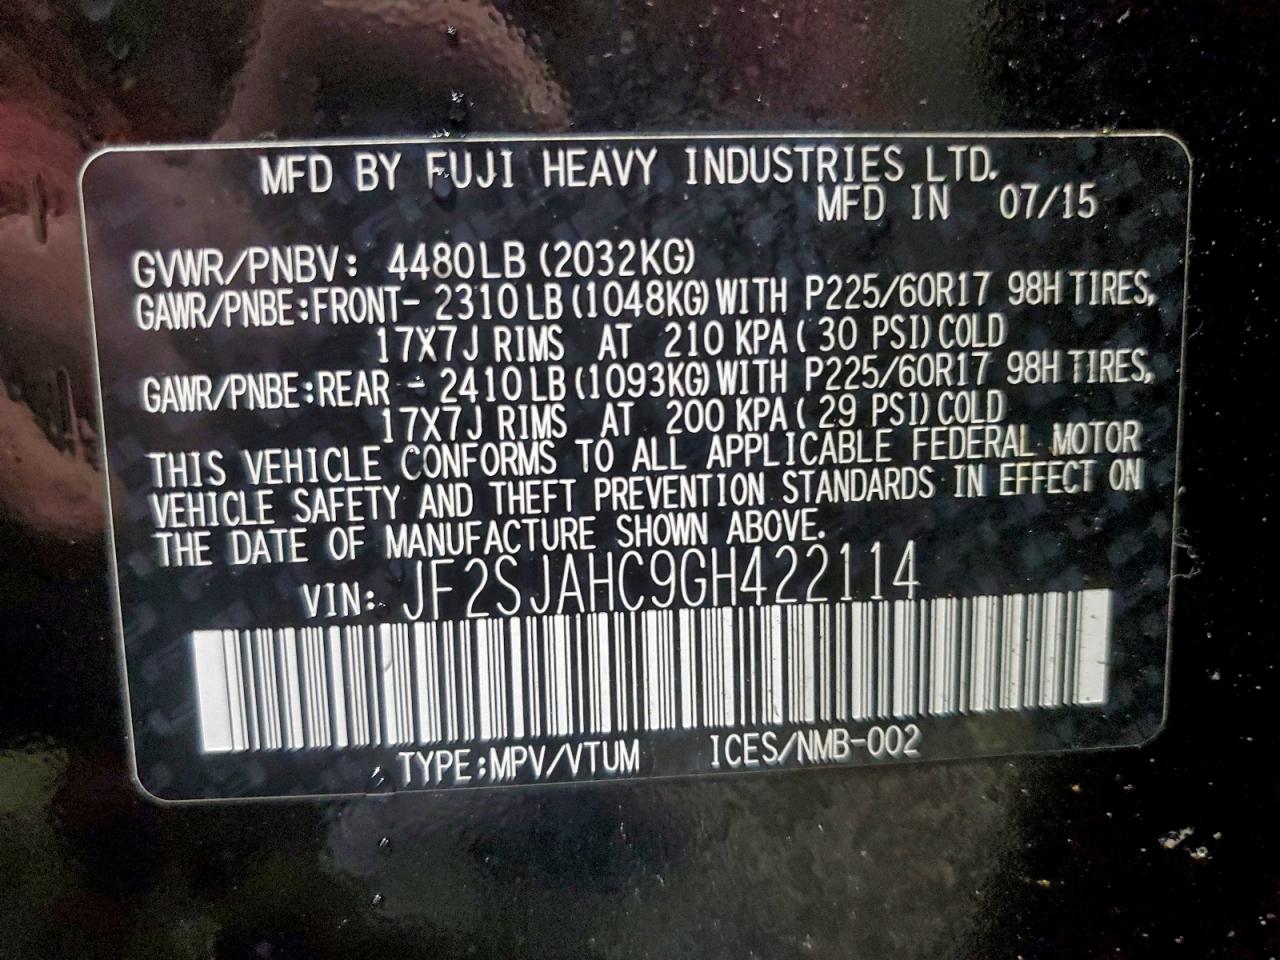 MFD BY FUJI HEAVY INDUSTRIES LTD.
MFD IN 07/15
GVWR/PNBV: 4480LB (2032KG)
GAWR/PNBE:FRONT- 2310LB(1048KG)WITH P225/60R17 98H TIRES,
17X7J RIMS AT 210 KPA( 30 PSI)COLD
GAWR/PNBE:REAR - 2410LB(1093KG)WITH P225/60R17 98H TIRES,
17X7J RIMS AT 200 KPA( 29 PSI)COLD
THIS VEHICLE CONFORMS TO ALL APPLICABLE FEDERAL MOTOR
VEHICLE SAFETY AND THEFT PREVENTION STANDARDS IN EFFECT ON
THE DATE OF MANUFACTURE SHOWN ABOVE.
VIN: JF2SJAHC9GH422114
TYPE:MPV/VTUM ICES/NMB-002